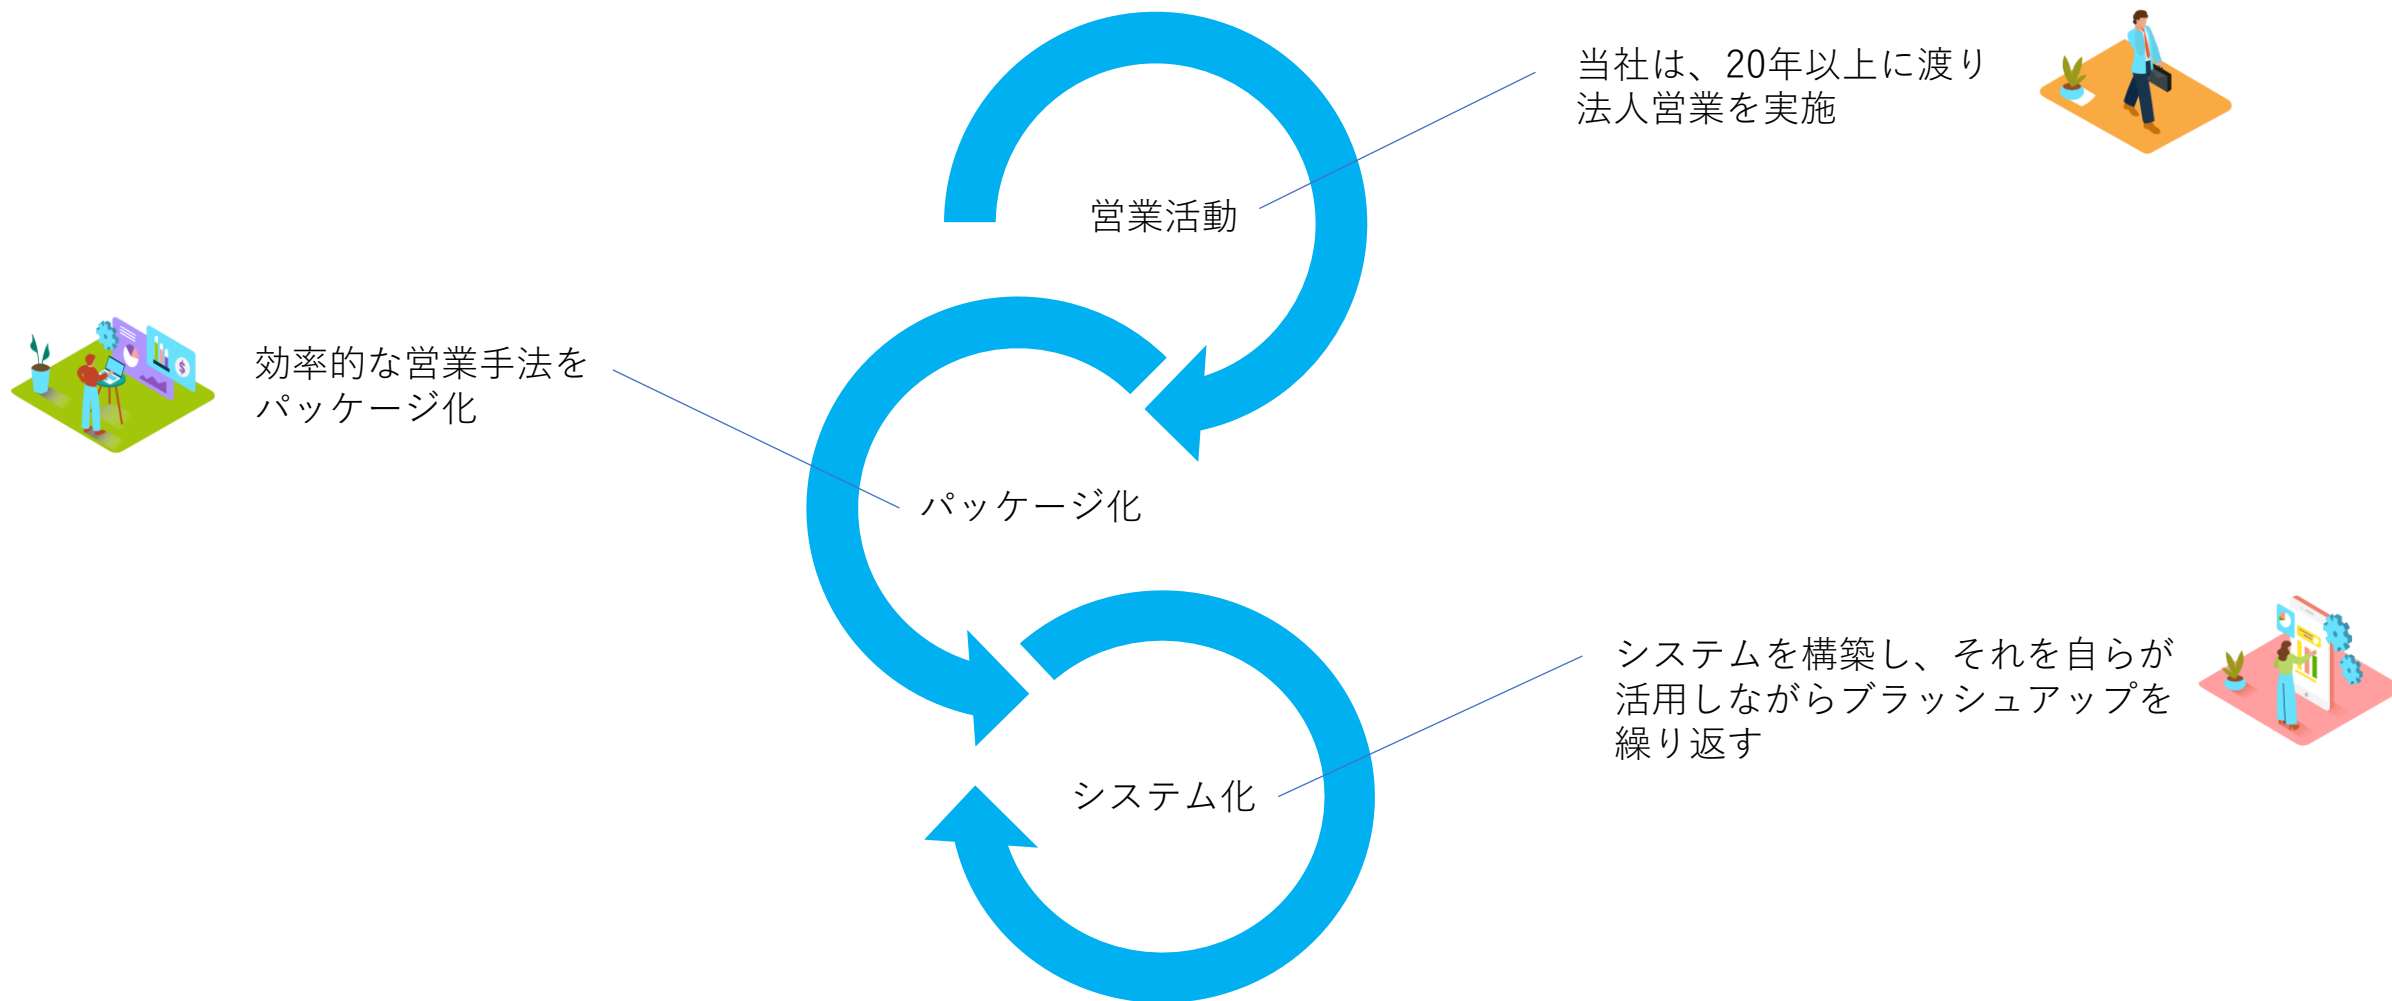 当社は、20年以上に渡り
法人営業を実施
営業活動
効率的な営業手法を
パッケージ化
パッケージ化
システムを構築し、それを自らが
活用しながらブラッシュアップを
繰り返す
システム化